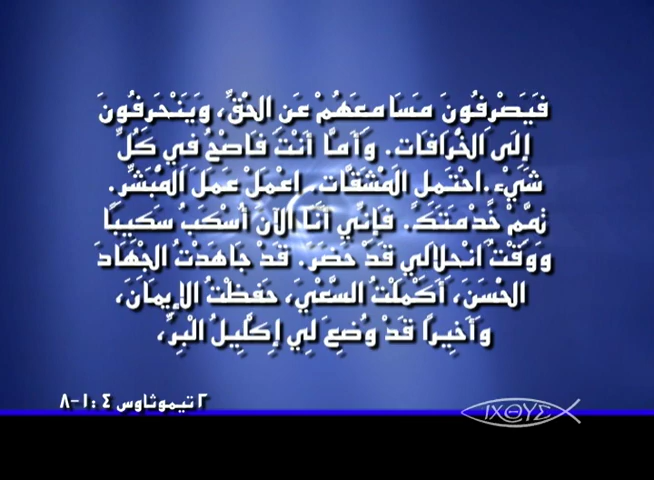 فَيَصْرِفُونَ مَسَامِعَهُمْ عَنِ الْحَقِّ، وَيَنْحَرِفُونَ
إِلَى الْخُرَافَاتِ. وَأَمَّا أَنْتَ فَاصْحُ فِي كُلِّ
شَيْءٍ. احْتَمِلِ الْمَشَقَّاتِ. اعْمَلْ عَمَلَ الْمُبَشِّرِ.
تَمِّمْ خِدْمَتَكَ. فَإِنِّي أَنَا الآنَ أُسْكَبُ سَكِيبًا
وَوَقْتُ انْحِلاَلِي قَدْ حَضَرَ. قَدْ جَاهَدْتُ الْجِهَادَ
الْحَسَنَ، أَكْمَلْتُ السَّعْيَ، حَفِظْتُ الإِيمَانَ،
وَأَخِيرًا قَدْ وُضِعَ لِي إِكْلِيلُ الْبِرِّ،
٢ تيموثاوس ٤ :١-٨
ΙΧΘΥΣ